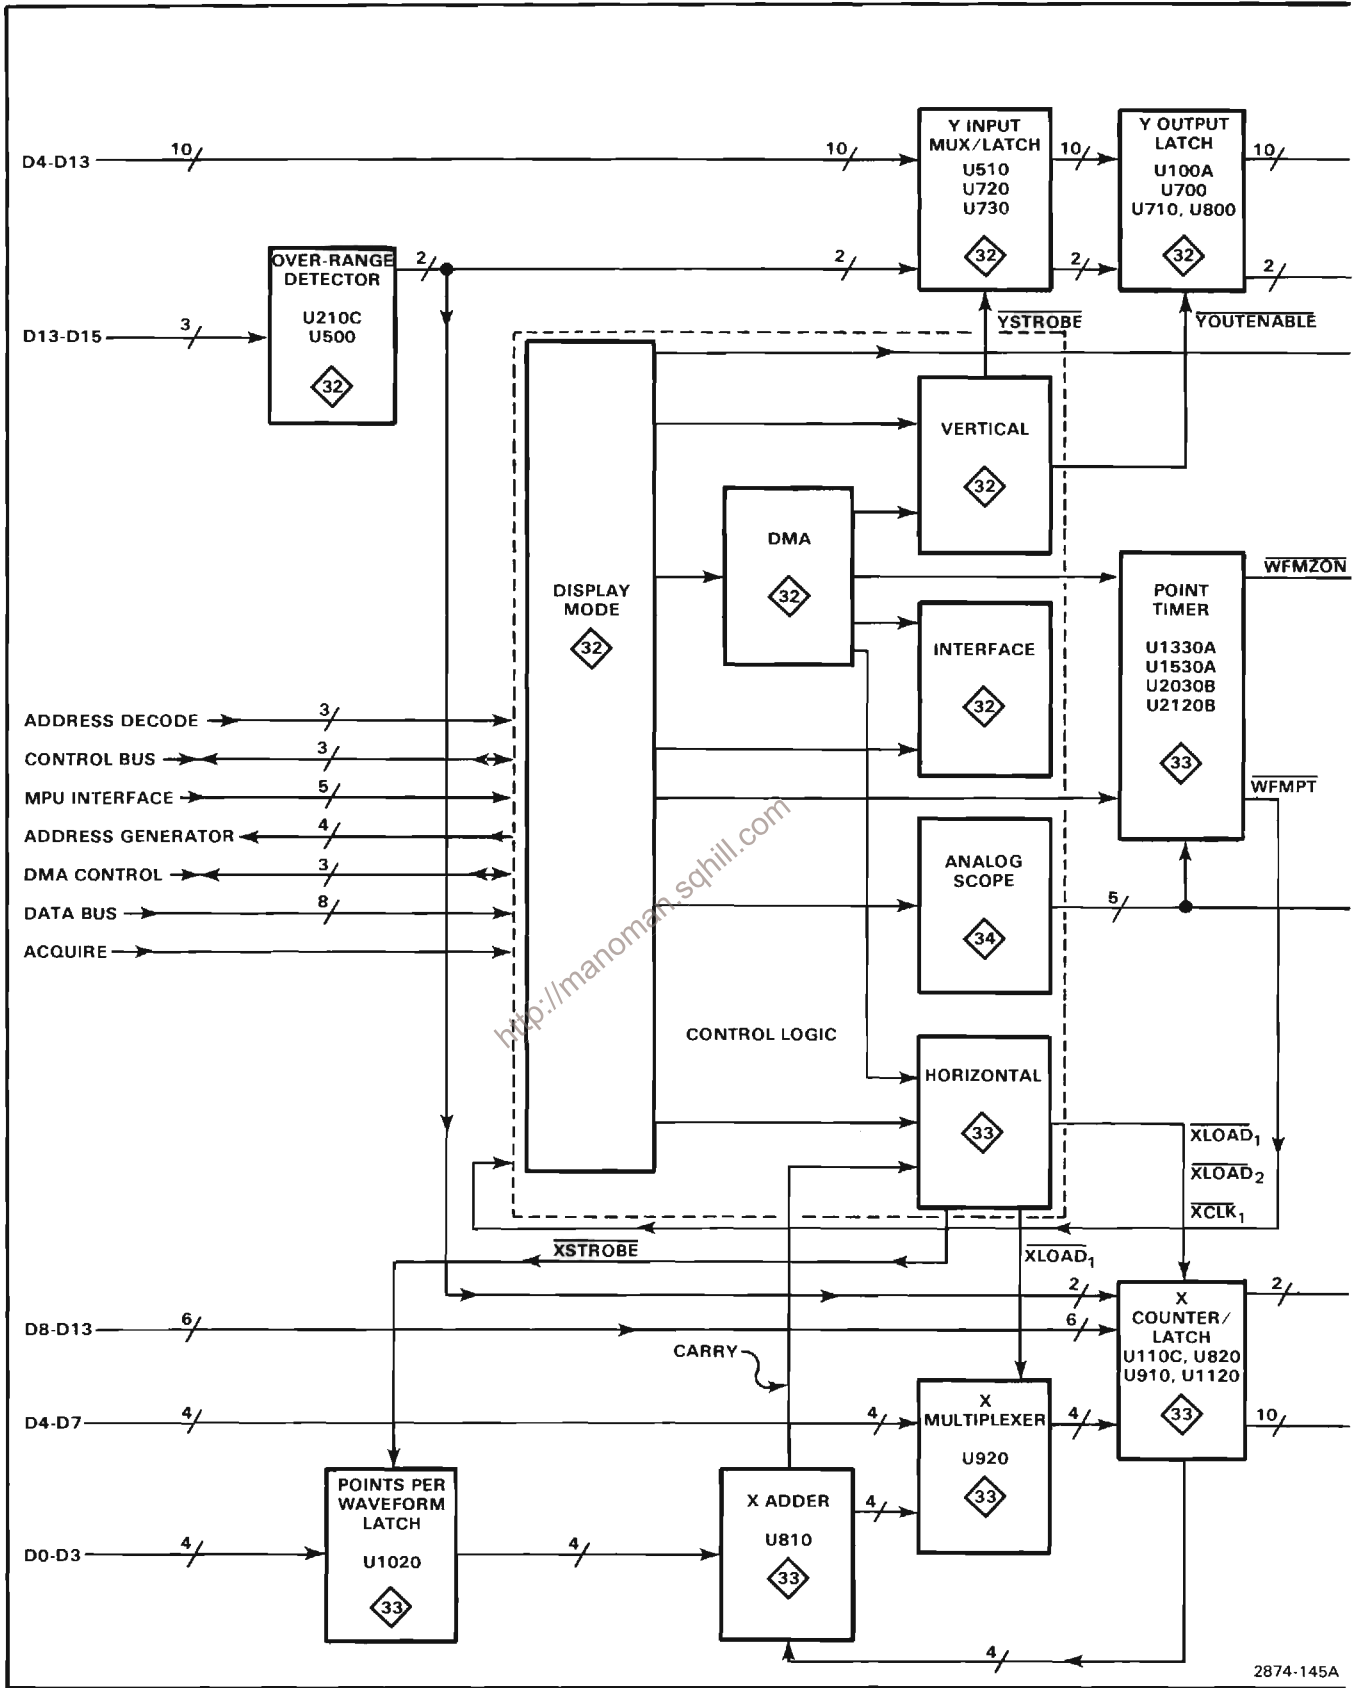 Y INPUT
MUX/LATCH
U510
U720
U730
32
Y OUTPUT
LATCH
U100A
U700
U710, U800
32
D4-D13
10
10
10
10
OVER-RANGE
DETECTOR
U210C
U500
32
2
2
2
2
D13-D15
3
YSTROBE
YOUTENABLE
VERTICAL
32
DMA
32
DISPLAY
MODE
32
INTERFACE
32
POINT
TIMER
U1330A
U1530A
U2030B
U2120B
33
WFMZON
WFMPT
ADDRESS DECODE
3
CONTROL BUS
3
MPU INTERFACE
5
ADDRESS GENERATOR
4
DMA CONTROL
3
DATA BUS
8
ACQUIRE
ANALOG
SCOPE
34
5
http://manoman.sqhill.com
CONTROL LOGIC
HORIZONTAL
33
XLOAD1
XLOAD2
XCLK1
XSTROBE
XLOAD1
2
X
COUNTER/
LATCH
U110C, U820
U910, U1120
33
2
10
D8-D13
6
6
CARRY
D4-D7
4
4
X
MULTIPLEXER
U920
33
4
POINTS PER
WAVEFORM
LATCH
U1020
33
X ADDER
U810
33
4
D0-D3
4
4
4
2874-145A